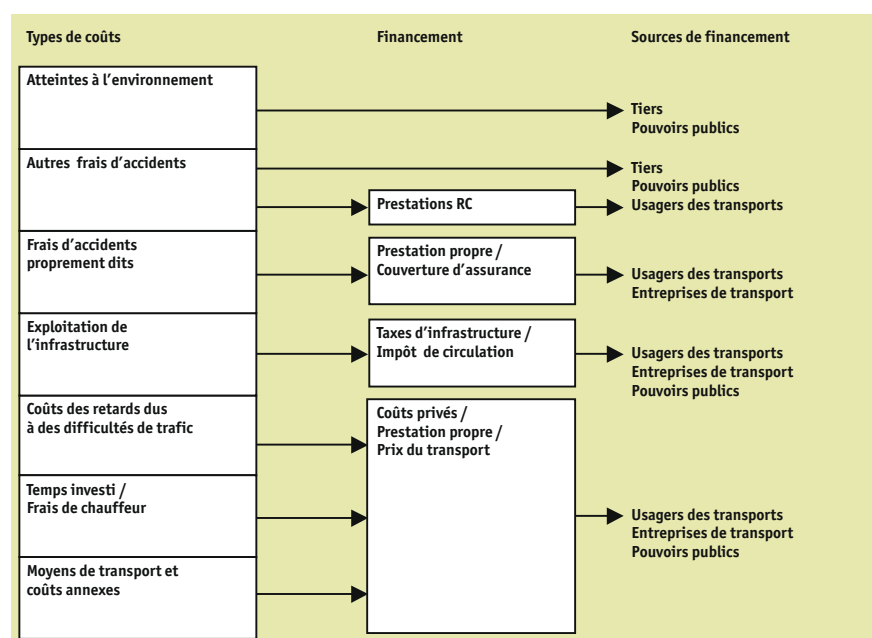 Types de coûts
Financement
Sources de financement
Atteintes à l'environnement
Tiers
Pouvoirs publics
Autres frais d'accidents
Tiers
Pouvoirs publics
Prestations RC
Usagers des transports
Frais d'accidents
proprement dits
Prestation propre /
Couverture d'assurance
Usagers des transports
Entreprises de transport
Exploitation de
l'infrastructure
Taxes d'infrastructure /
Impôt de circulation
Usagers des transports
Entreprises de transport
Pouvoirs publics
Coûts des retards dus
à des difficultés de trafic
Coûts privés /
Prestation propre /
Prix du transport
Temps investi /
Frais de chauffeur
Usagers des transports
Entreprises de transport
Pouvoirs publics
Moyens de transport et
coûts annexes